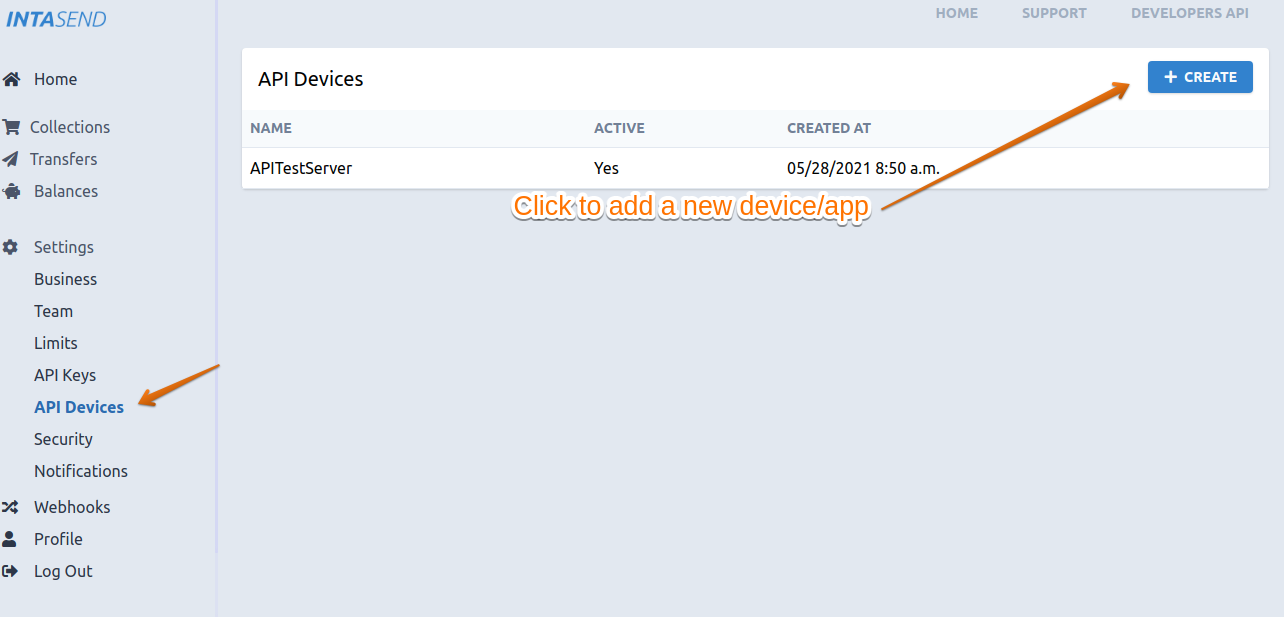 INTASEND
HOME SUPPORT DEVELOPERS API
Home
Collections
Transfers
Balances
Settings
Business
Team
Limits
API Keys
API Devices
Security
Notifications
Webhooks
Profile
Log Out
API Devices
+ CREATE
NAME ACTIVE CREATED AT
APITestServer Yes 05/28/2021 8:50 a.m.
Click to add a new device/app